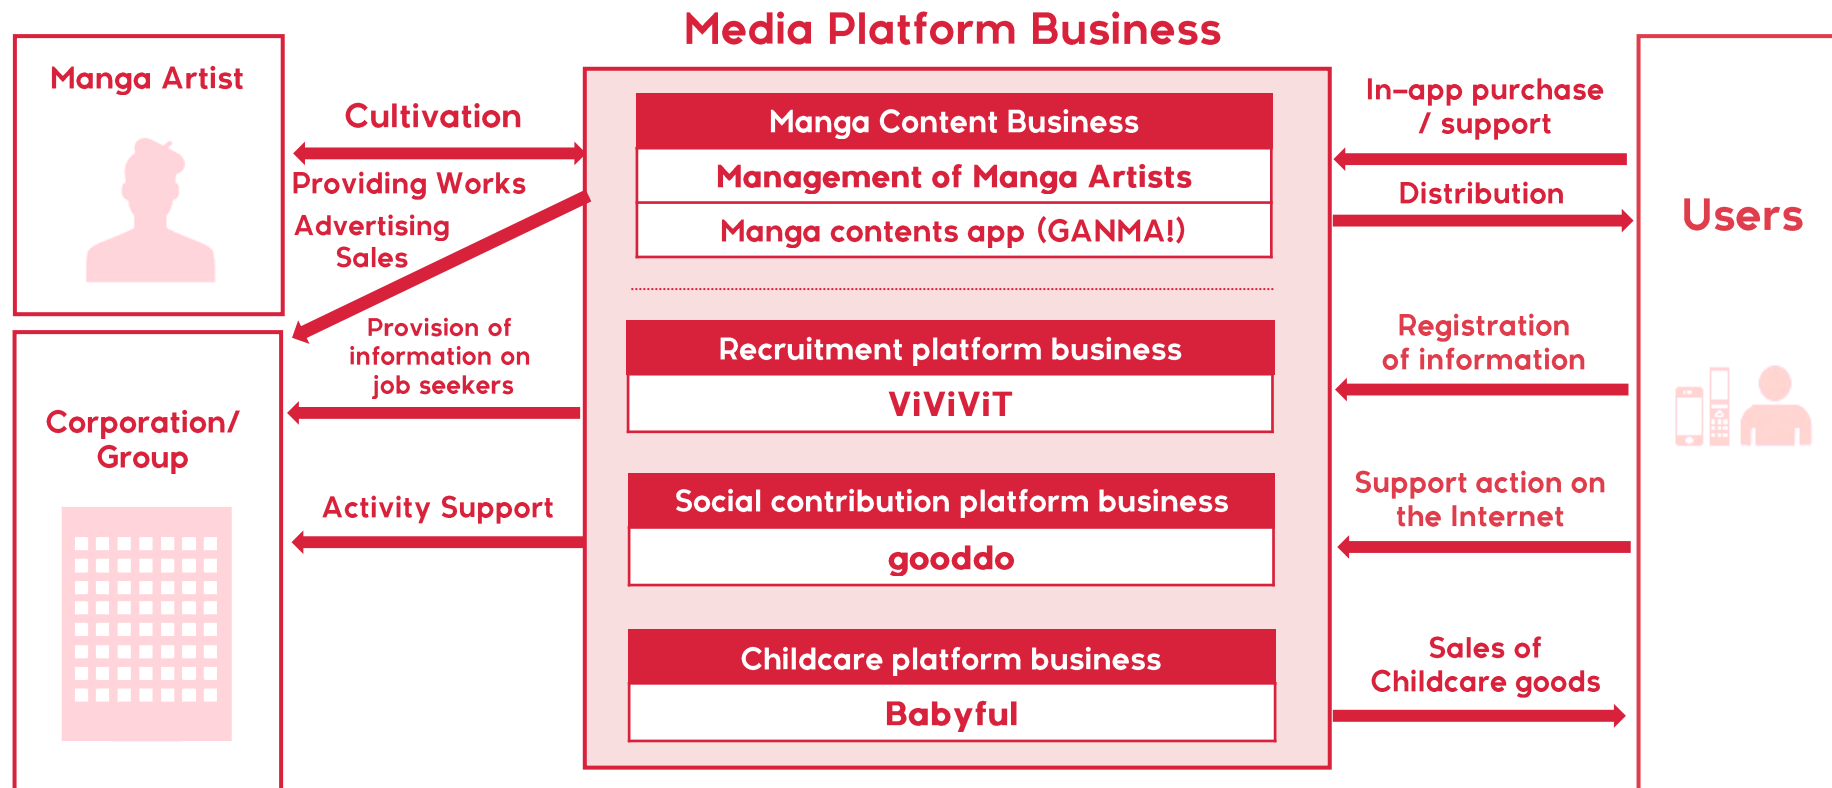 Media Platform Business
Manga Artist
Cultivation
Providing Works
Advertising
Sales
Provision of
information on
job seekers
Corporation/
Group
Activity Support
Manga Content Business
Management of Manga Artists
Manga contents app (GANMA!)
Recruitment platform business
ViViViT
Social contribution platform business
gooddo
Childcare platform business
Babyful
In-app purchase
/ support
Distribution
Registration
of information
Support action on
the Internet
Sales of
Childcare goods
Users